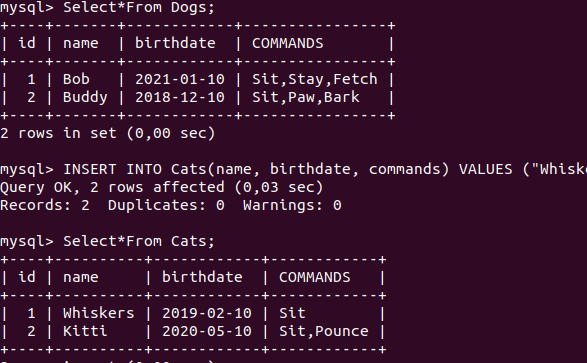 mysql> Select*From Dogs;
+----+-------+------------+----------------+
| id | name  | birthdate  | COMMANDS       |
+----+-------+------------+----------------+
|  1 | Bob   | 2021-01-10 | Sit,Stay,Fetch |
|  2 | Buddy | 2018-12-10 | Sit,Paw,Bark   |
+----+-------+------------+----------------+
2 rows in set (0,00 sec)
mysql> INSERT INTO Cats(name, birthdate, commands) VALUES ("Whiske
Query OK, 2 rows affected (0,03 sec)
Records: 2  Duplicates: 0  Warnings: 0
mysql> Select*From Cats;
+----+----------+------------+------------+
| id | name     | birthdate  | COMMANDS   |
+----+----------+------------+------------+
|  1 | Whiskers | 2019-02-10 | Sit        |
|  2 | Kitti    | 2020-05-10 | Sit,Pounce |
+----+----------+------------+------------+